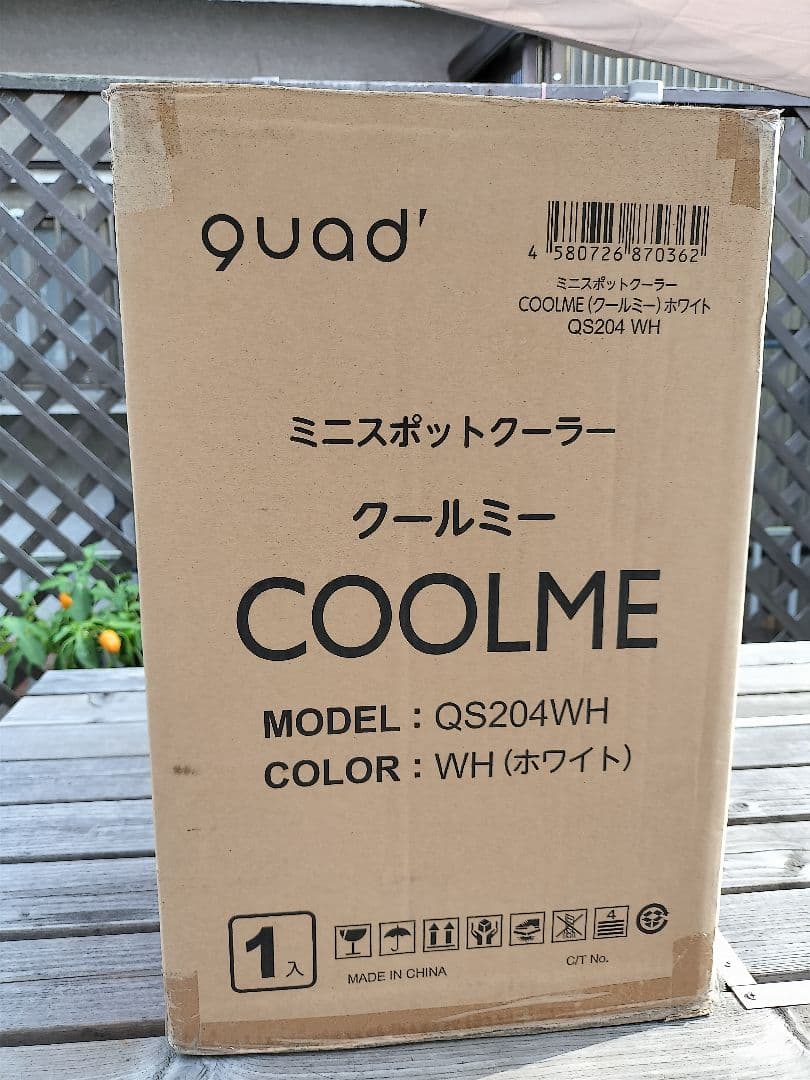 quad'
4 580726 870362
ミニスポットクーラー
COOLME (クールミー) ホワイト
QS204 WH
ミニスポットクーラー
クールミー
COOLME
MODEL : QS204WH
COLOR : WH (ホワイト)
1入
4
MADE IN CHINA
C/T No.